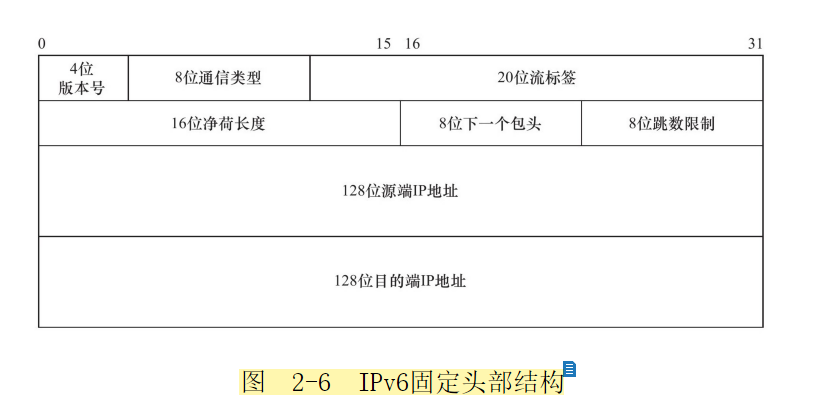 0 15 16 31
4位
版本号
8位通信类型
20位流标签
16位净荷长度
8位下一个包头
8位跳数限制
128位源端IP地址
128位目的端IP地址
图 2-6 IPv6固定头部结构